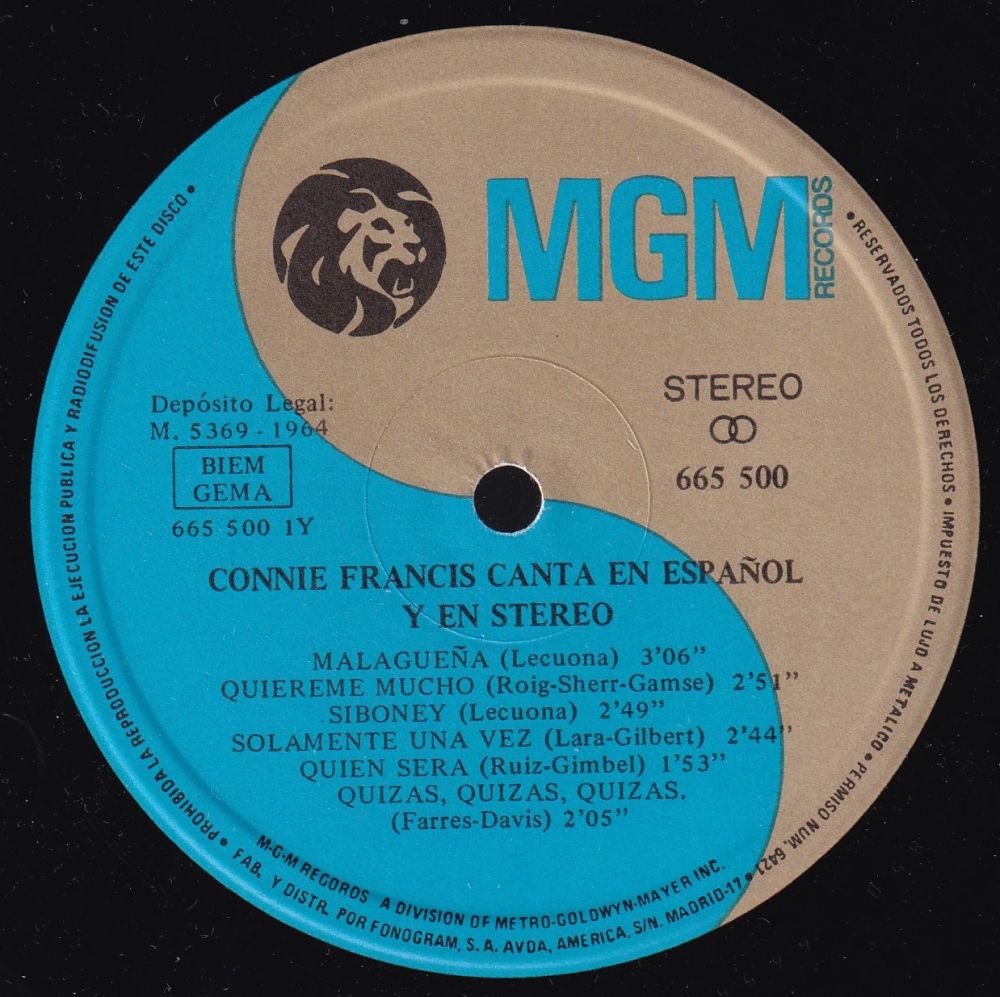 MGM
RECORDS
STEREO
665 500
Depósito Legal:
M. 5369 - 1964
BIEM
GEMA
665 500 1Y
CONNIE FRANCIS CANTA EN ESPAÑOL
Y EN STEREO
MALAGUEÑA (Lecuona) 3'06"
QUIEREME MUCHO (Roig-Sherr-Gamse) 2'51"
SIBONEY (Lecuona) 2'49"
SOLAMENTE UNA VEZ (Lara-Gilbert) 2'44"
QUIEN SERA (Ruiz-Gimbel) 1'53"
QUIZAS, QUIZAS, QUIZAS.
(Farres-Davis) 2'05"
M-G-M RECORDS A DIVISION OF METRO-GOLDWYN-MAYER INC.
• PROHIBIDA LA REPRODUCCION LA EJECUCION PUBLICA Y RADIODIFUSION DE ESTE DISCO •
• RESERVADOS TODOS LOS DERECHOS • IMPUESTO DE LUJO A METALICO • PERMISO NUM. 6421
FAB. Y DISTR. POR FONOGRAM, S. A. AVDA, AMERICA, S/N. MADRID-17 •